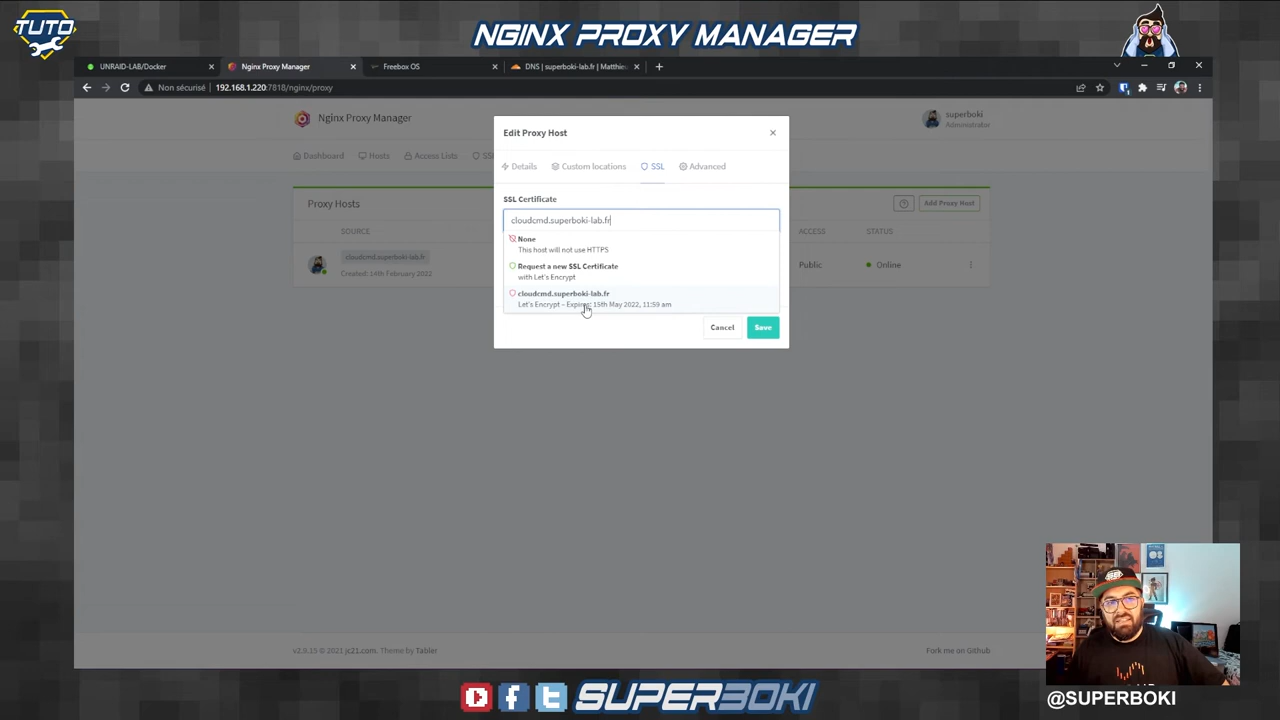 TUTO
NGINX PROXY MANAGER
UNRAID-LAB/Docker
Nginx Proxy Manager
Freebox OS
DNS | superboki-lab.fr | Matthieu
Non sécurisé 192.168.1.220:7818/nginx/proxy
Nginx Proxy Manager
superboki
Administrator
Dashboard
Hosts
Access Lists
SS
Edit Proxy Host
Details
Custom locations
SSL
Advanced
SSL Certificate
cloudcmd.superboki-lab.fr
None
This host will not use HTTPS
Request a new SSL Certificate
with Let's Encrypt
cloudcmd.superboki-lab.fr
Let's Encrypt – Expires: 15th May 2022, 11:59 am
Cancel
Save
Proxy Hosts
Add Proxy Host
SOURCE
ACCESS
STATUS
cloudcmd.superboki-lab.fr
Created: 14th February 2022
Public
Online
v2.9.15 © 2021 jc21.com. Theme by Tabler
Fork me on Github
SUPERBOKI
@SUPERBOKI